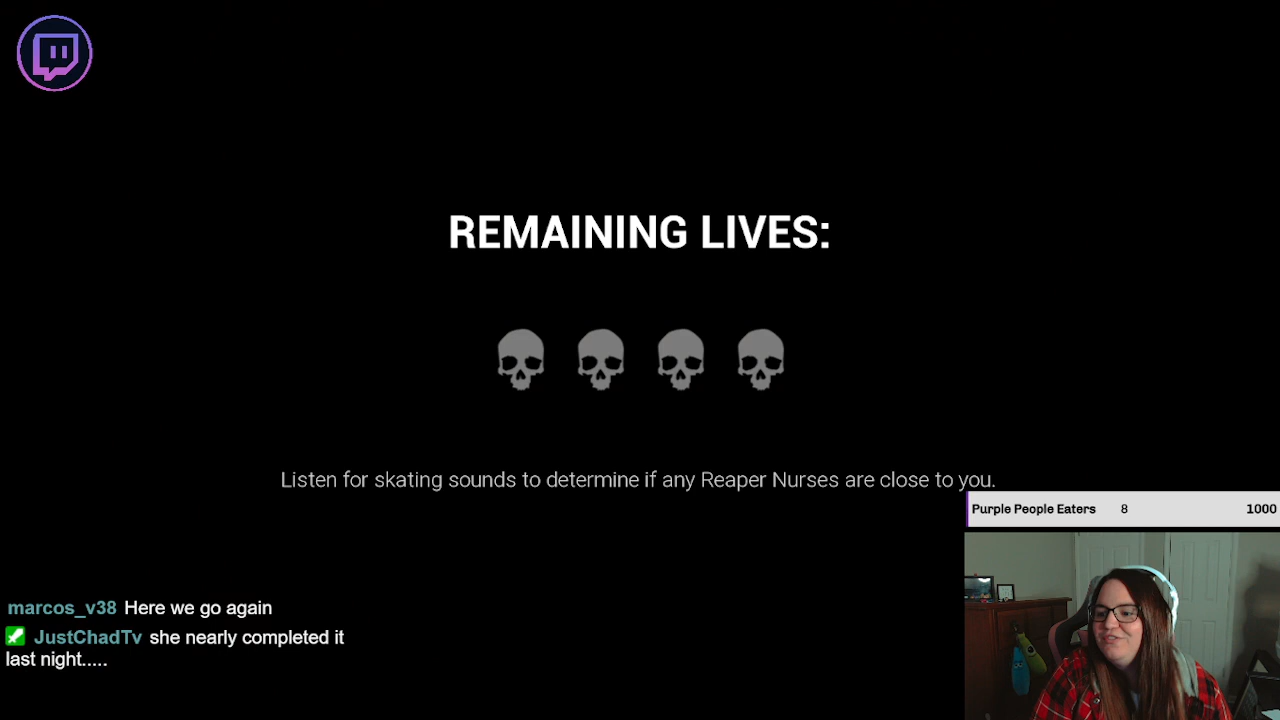 REMAINING LIVES:
Listen for skating sounds to determine if any Reaper Nurses are close to you.
Purple People Eaters 8 1000
marcos_v38 Here we go again
JustChadTv she nearly completed it
last night.....